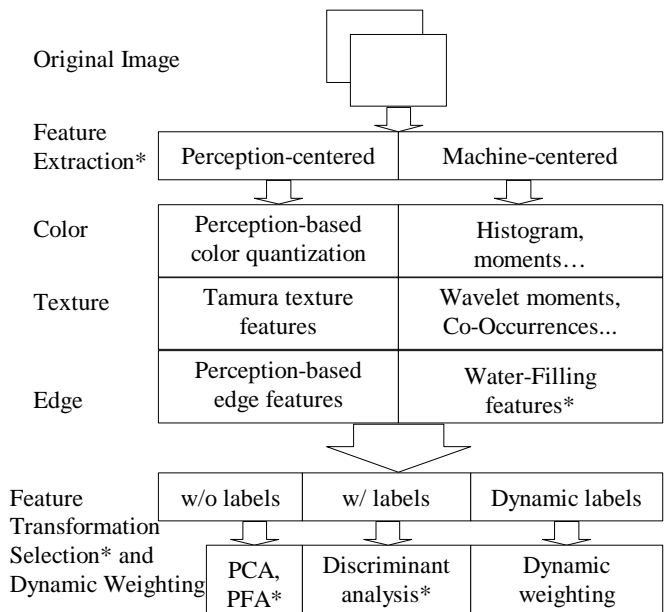 Original Image
Feature
Extraction*
Perception-centered
Machine-centered
Color
Perception-based
color quantization
Histogram,
moments…
Texture
Tamura texture
features
Wavelet moments,
Co-Occurrences...
Edge
Perception-based
edge features
Water-Filling
features*
Feature
Transformation
Selection* and
Dynamic Weighting
w/o labels
w/ labels
Dynamic labels
PCA,
PFA*
Discriminant
analysis*
Dynamic
weighting